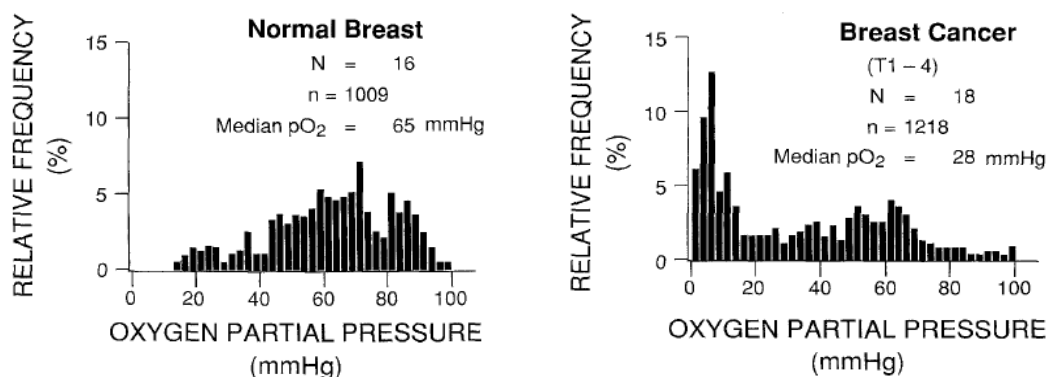 Normal Breast
N = 16
n = 1009
Median pO2 = 65 mmHg
RELATIVE FREQUENCY
(%)
15
10
5
0
0 20 40 60 80 100
OXYGEN PARTIAL PRESSURE
(mmHg)
Breast Cancer
(T1 – 4)
N = 18
n = 1218
Median pO2 = 28 mmHg
RELATIVE FREQUENCY
(%)
15
10
5
0
0 20 40 60 80 100
OXYGEN PARTIAL PRESSURE
(mmHg)